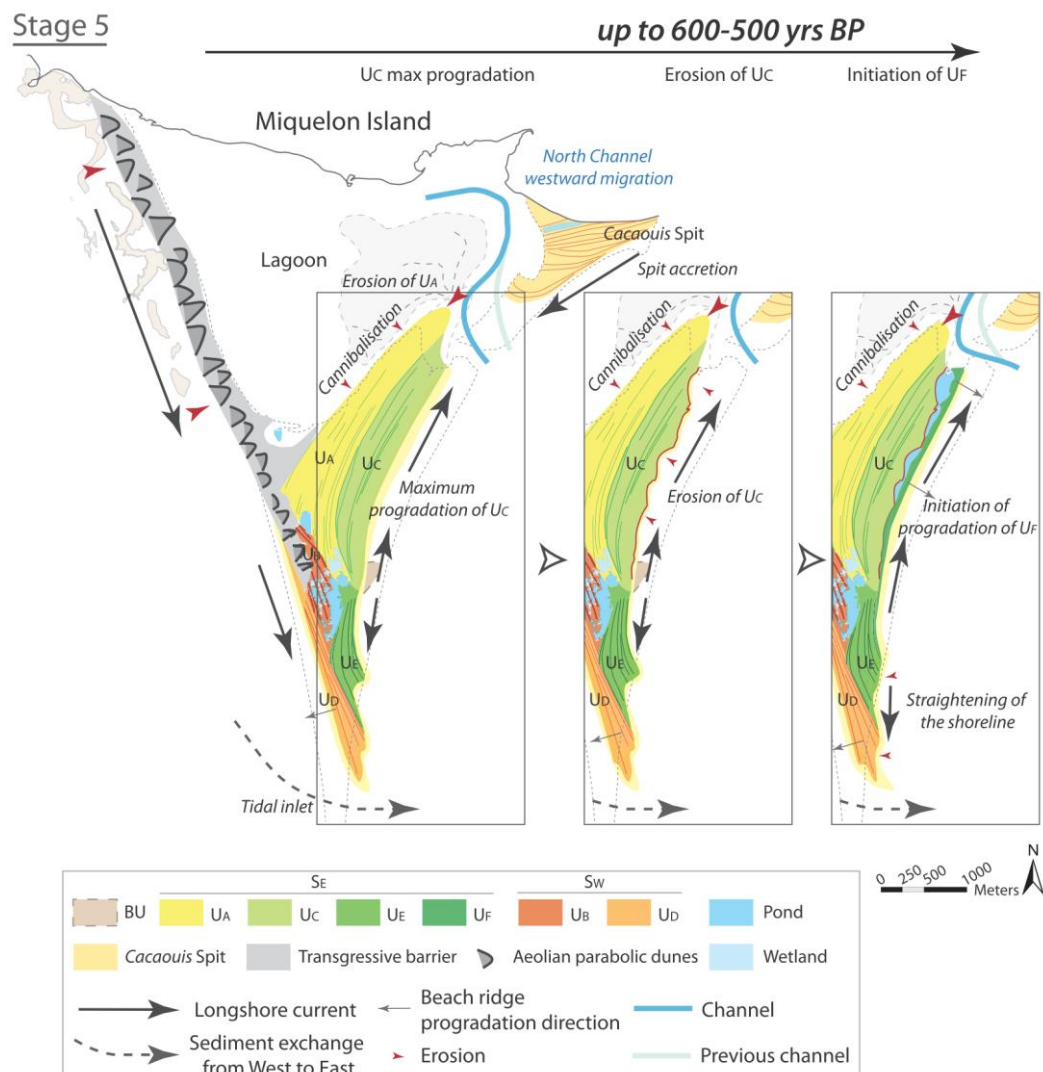 Stage 5
up to 600-500 yrs BP
UC max progradation
Erosion of UC
Initiation of UF
Miquelon Island
North Channel
westward migration
Cacaouis Spit
Lagoon
Spit accretion
Erosion of UA
Cannibalisation
UA
UC
Maximum
progradation of UC
UB
UE
UD
Tidal inlet
Cannibalisation
UC
Erosion of UC
UE
UD
Cannibalisation
UC
Initiation of
progradation of UF
UE
UD
Straightening of
the shoreline
N
0 250 500 1000
Meters
SE
SW
BU
UA
UC
UE
UF
UB
UD
Pond
Cacaouis Spit
Transgressive barrier
Aeolian parabolic dunes
Wetland
Longshore current
Beach ridge
progradation direction
Channel
Sediment exchange
from West to East
Erosion
Previous channel